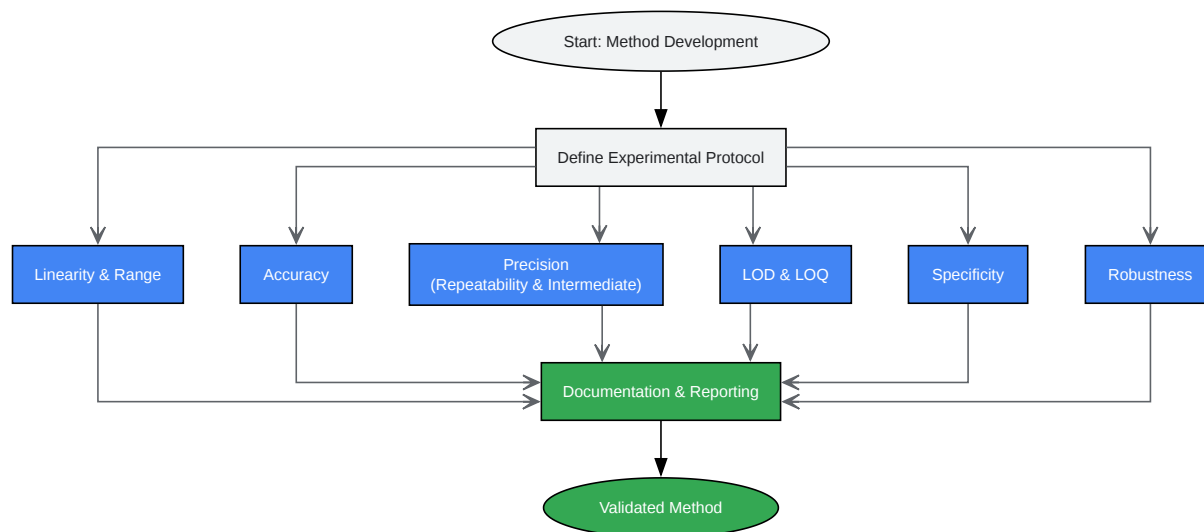 Start: Method Development
Define Experimental Protocol
Linearity & Range
Accuracy
Precision
(Repeatability & Intermediate)
LOD & LOQ
Specificity
Robustness
Documentation & Reporting
Validated Method